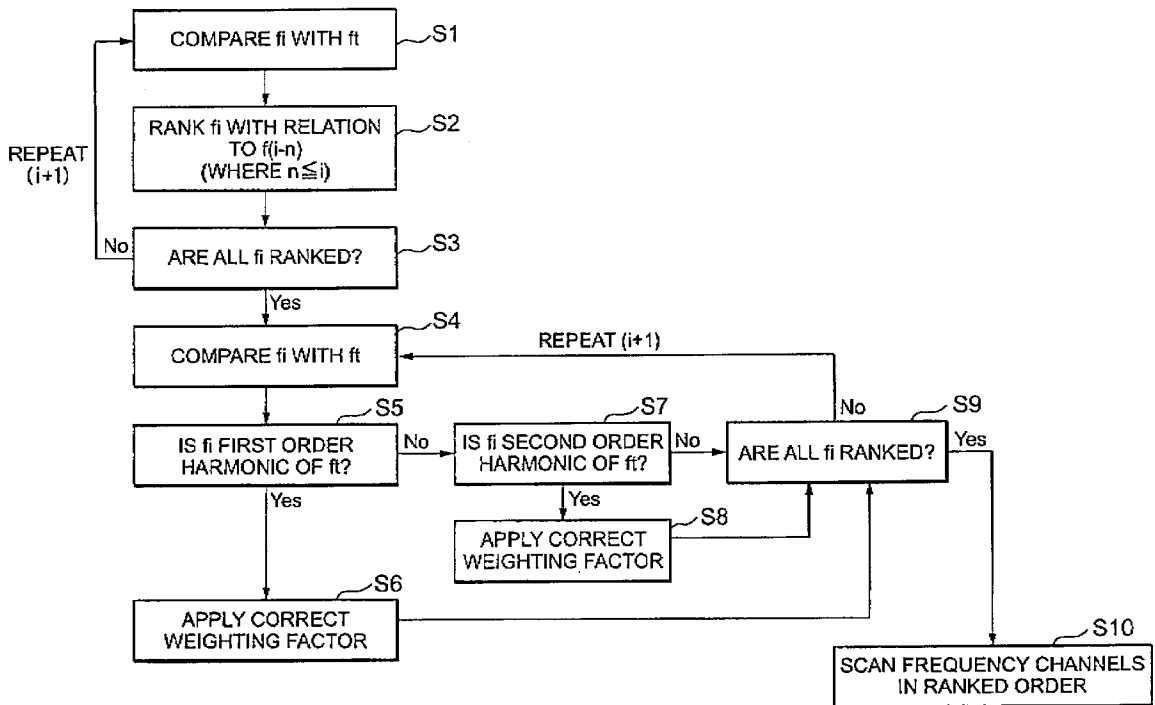 COMPARE fi WITH ft
S1
RANK fi WITH RELATION
TO f(i-n)
(WHERE n≦i)
S2
REPEAT
(i+1)
No
ARE ALL fi RANKED?
S3
Yes
COMPARE fi WITH ft
S4
REPEAT (i+1)
IS fi FIRST ORDER
HARMONIC OF ft?
S5
No
IS fi SECOND ORDER
HARMONIC OF ft?
S7
No
ARE ALL fi RANKED?
S9
No
Yes
Yes
Yes
APPLY CORRECT
WEIGHTING FACTOR
S8
APPLY CORRECT
WEIGHTING FACTOR
S6
SCAN FREQUENCY CHANNELS
IN RANKED ORDER
S10